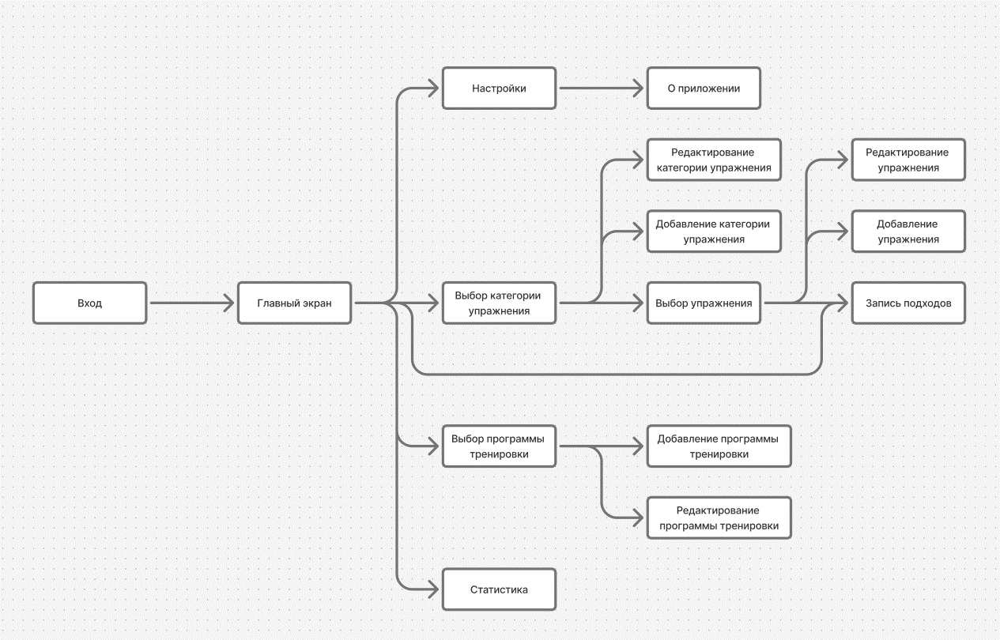 Настройки
О приложении
Редактирование
категории упражнения
Редактирование
упражнения
Добавление категории
упражнения
Добавление
упражнения
Вход
Главный экран
Выбор категории
упражнения
Выбор упражнения
Запись подходов
Выбор программы
тренировки
Добавление программы
тренировки
Редактирование
программы тренировки
Статистика